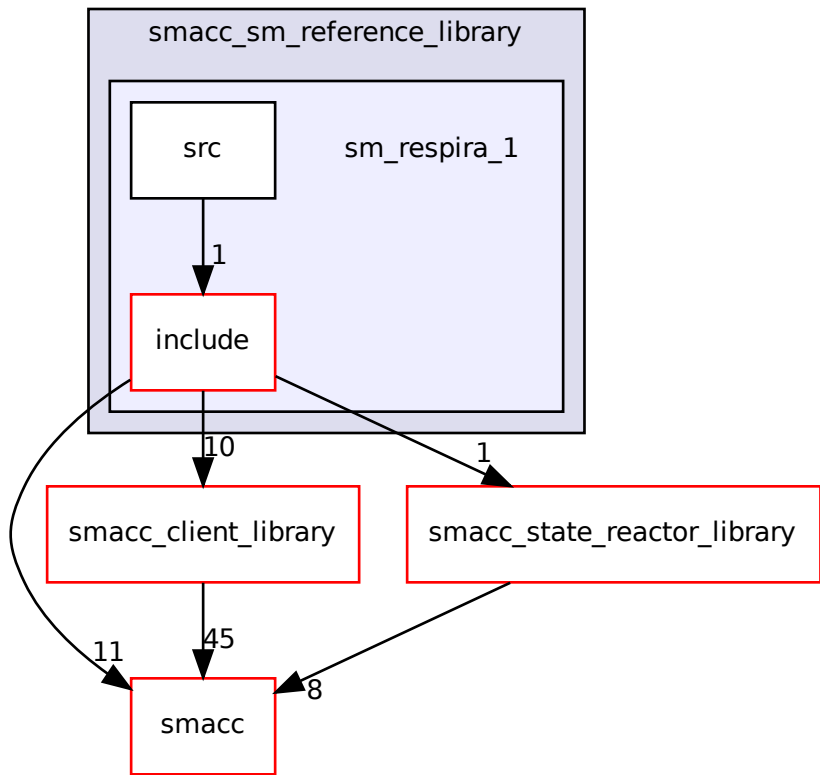 smacc_sm_reference_library
src
sm_respira_1
1
include
10
1
smacc_client_library
smacc_state_reactor_library
45
11
8
smacc